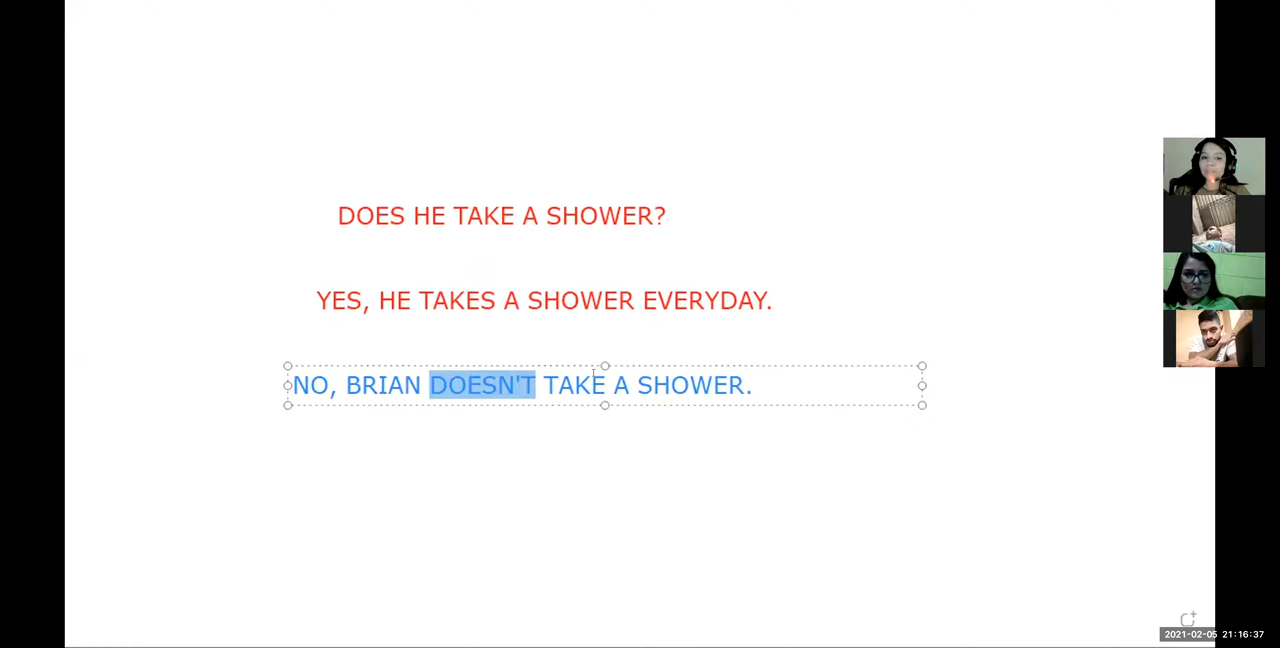 DOES HE TAKE A SHOWER?
YES, HE TAKES A SHOWER EVERYDAY.
NO, BRIAN DOESN'T TAKE A SHOWER.
2021-02-05 21:16:37